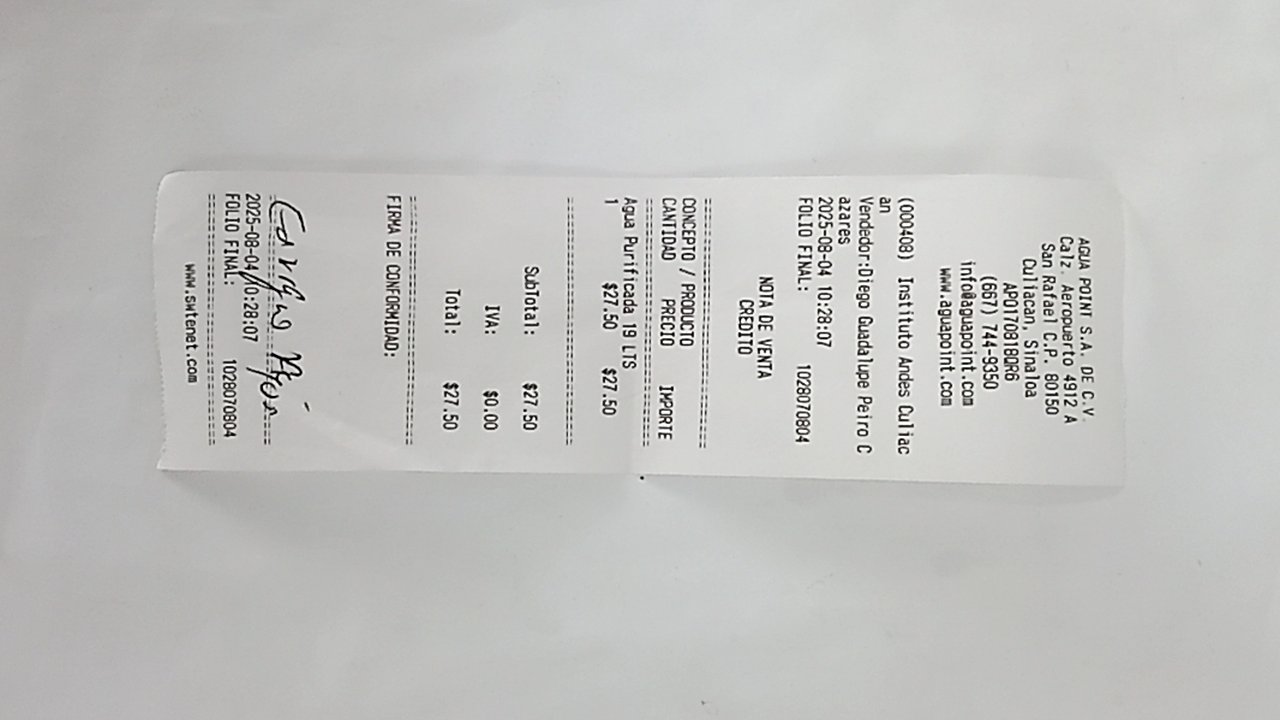 AGUA POINT S.A. DE C.V.
Calz. Aeropuerto 4912 A
San Rafael C.P. 80150
Culiacan, Sinaloa
APO170818QR6
(667) 744-9350
info@aguapoint.com
www.aguapoint.com
(000408) Instituto Andes Culiac
an
Vendedor:Diego Guadalupe Peiro C
azares
2025-08-04 10:28:07
FOLIO FINAL: 1028070804
NOTA DE VENTA
CREDITO
CONCEPTO / PRODUCTO
CANTIDAD PRECIO IMPORTE
Agua Purificada 19 LTS
1 $27.50 $27.50
SubTotal: $27.50
IVA: $0.00
Total: $27.50
FIRMA DE CONFORMIDAD:
2025-08-04 10:28:07
FOLIO FINAL: 1028070804
www.swtenet.com